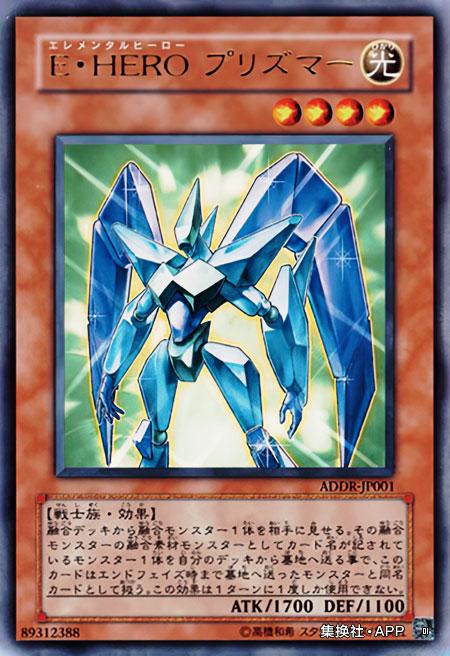 エレメンタルヒーロー
E・HERO プリズマー
ひかり
光
ADDR-JP001
【戦士族・効果】
融合デッキから融合モンスター1体を相手に見せる。その融合
モンスターの融合素材モンスターとしてカード名が記されて
いるモンスター1体を自分のデッキから墓地へ送る事で、この
カードはエンドフェイズ時まで墓地へ送ったモンスターと同名
カードとして扱う。この効果は1ターンに1度しか使用できない。
ATK/1700 DEF/1100
89312388 ©高橋和希 スタ 集換社・APP 01